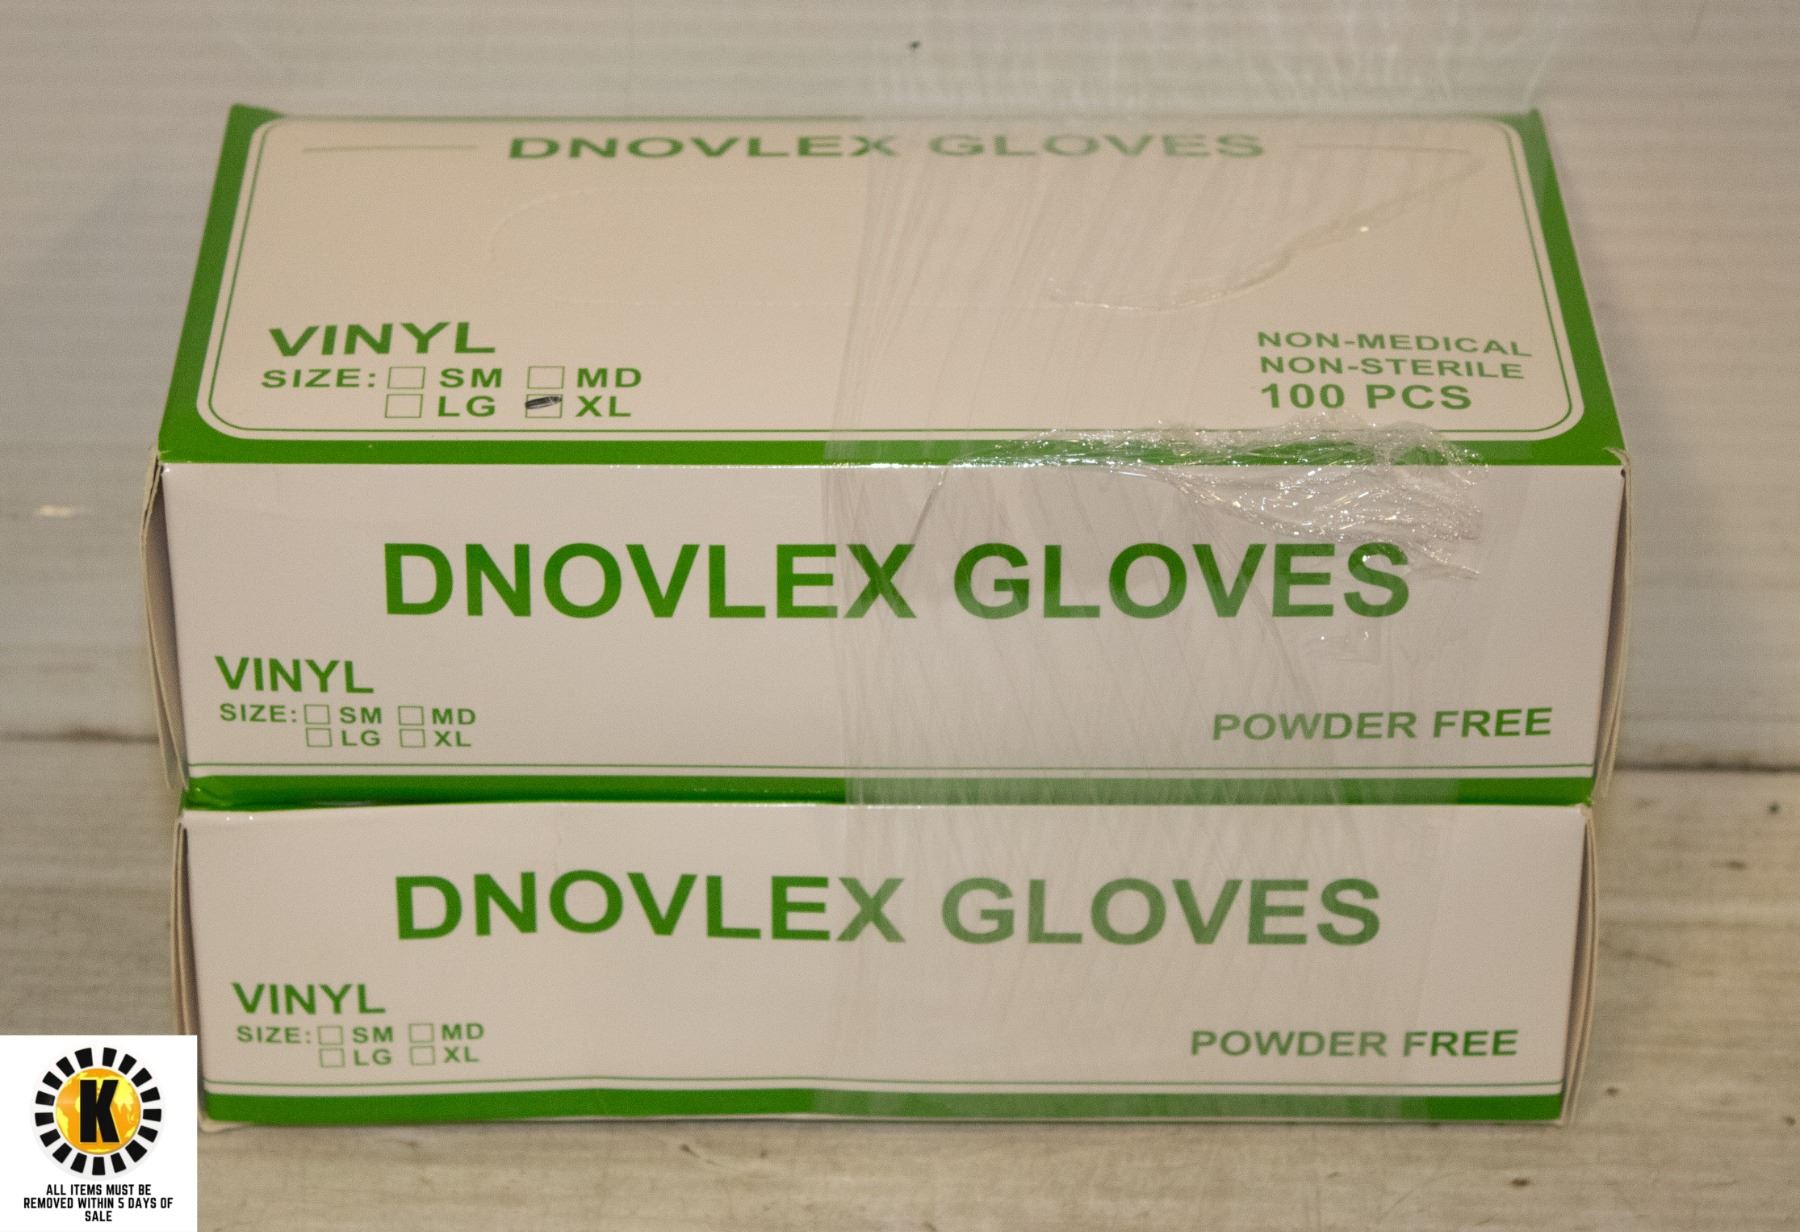 DNOVLEX GLOVES
VINYL
SIZE: SM MD
LG XL
NON-MEDICAL
NON-STERILE
100 PCS
DNOVLEX GLOVES
VINYL
SIZE: SM MD
LG XL
POWDER FREE
DNOVLEX GLOVES
VINYL
SIZE: SM MD
LG XL
POWDER FREE
K
ALL ITEMS MUST BE
REMOVED WITHIN 5 DAYS OF
SALE